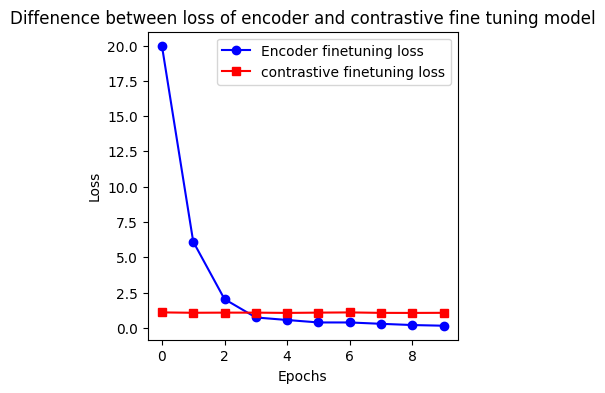 Diffenence between loss of encoder and contrastive fine tuning model
Encoder finetuning loss
contrastive finetuning loss
20.0
17.5
15.0
12.5
10.0
7.5
5.0
2.5
0.0
Loss
0 2 4 6 8
Epochs